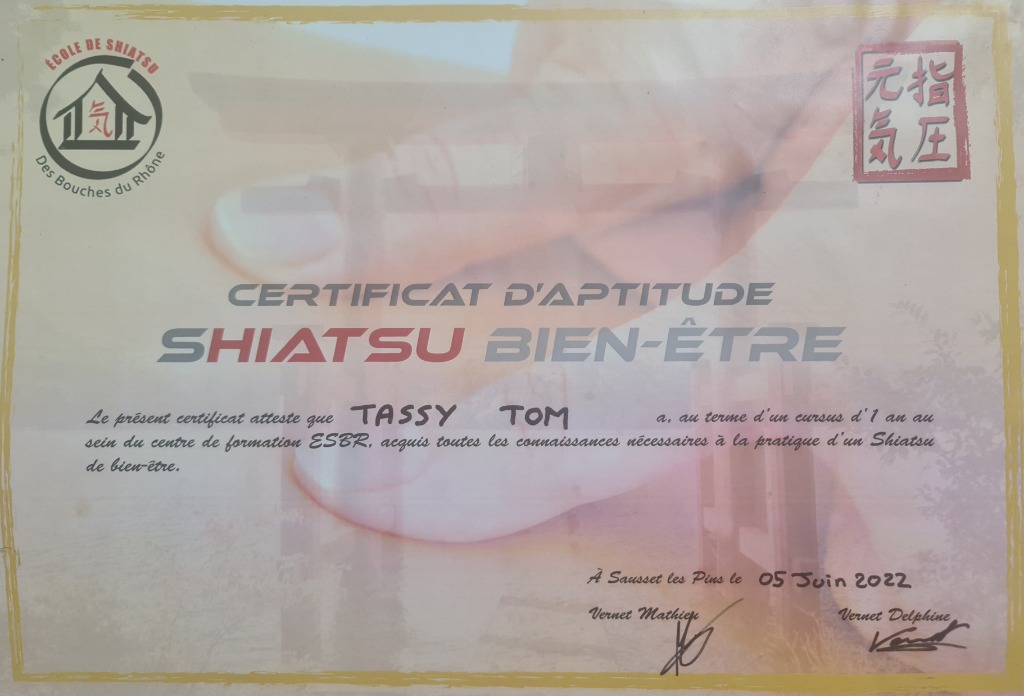 ÉCOLE DE SHIATSU
気
Des Bouches du Rhône
指圧
元気
CERTIFICAT D'APTITUDE
SHIATSU BIEN-ÊTRE
Le présent certificat atteste que TASSY TOM a, au terme d'un cursus d'1 an au
sein du centre de formation ESBR, acquis toutes les connaissances nécessaires à la pratique d'un Shiatsu
de bien-être.
À Sausset les Pins le 05 Juin 2022
Vernet Mathieu Vernet Delphine